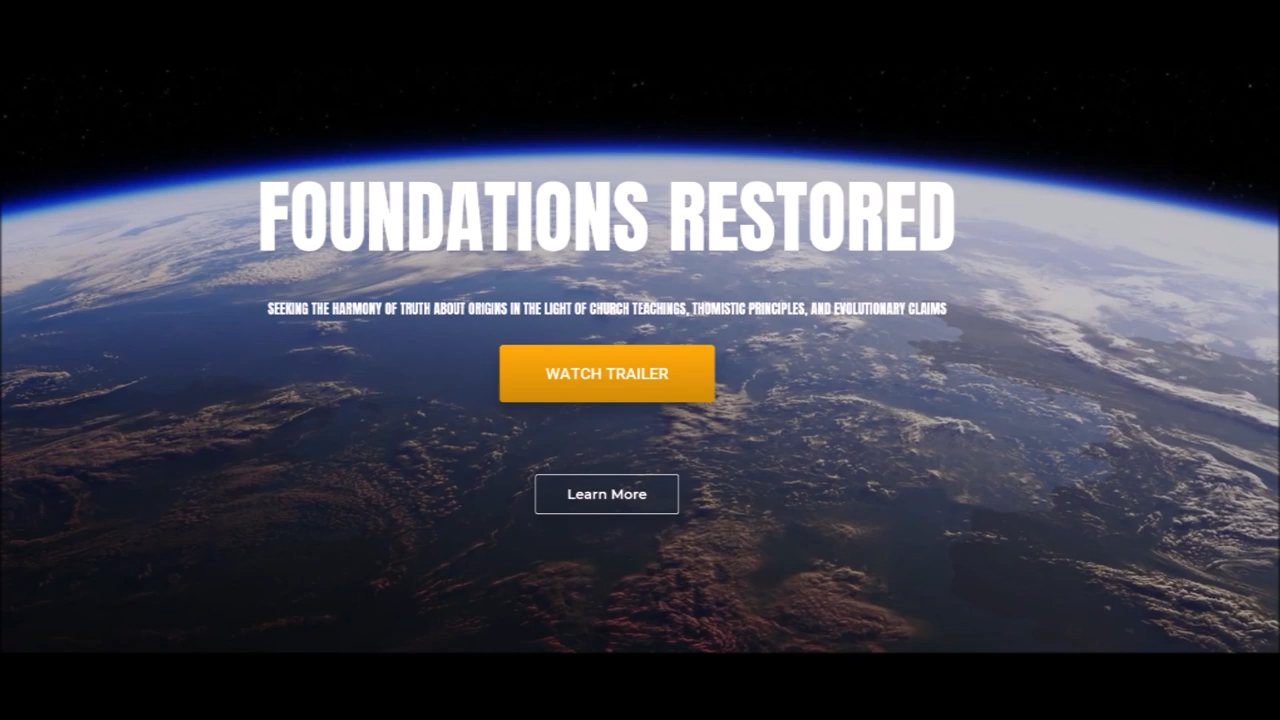 FOUNDATIONS RESTORED
SEEKING THE HARMONY OF TRUTH ABOUT ORIGINS IN THE LIGHT OF CHURCH TEACHINGS, THOMISTIC PRINCIPLES, AND EVOLUTIONARY CLAIMS
WATCH TRAILER
Learn More